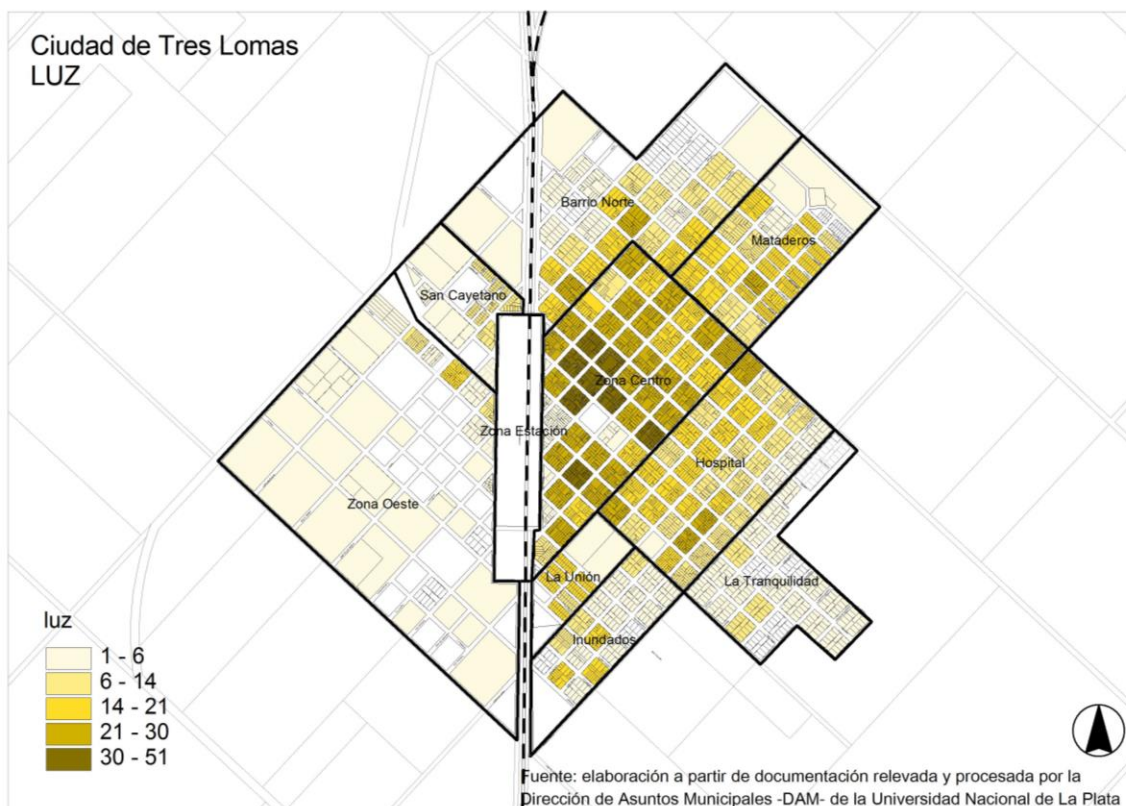 Ciudad de Tres Lomas
LUZ
Barrio Norte
Mataderos
San Cayetano
Zona Centro
Zona Estación
Hospital
Zona Oeste
La Unión
La Tranquilidad
Inundados
luz
1 - 6
6 - 14
14 - 21
21 - 30
30 - 51
Fuente: elaboración a partir de documentación relevada y procesada por la
Dirección de Asuntos Municipales -DAM- de la Universidad Nacional de La Plata